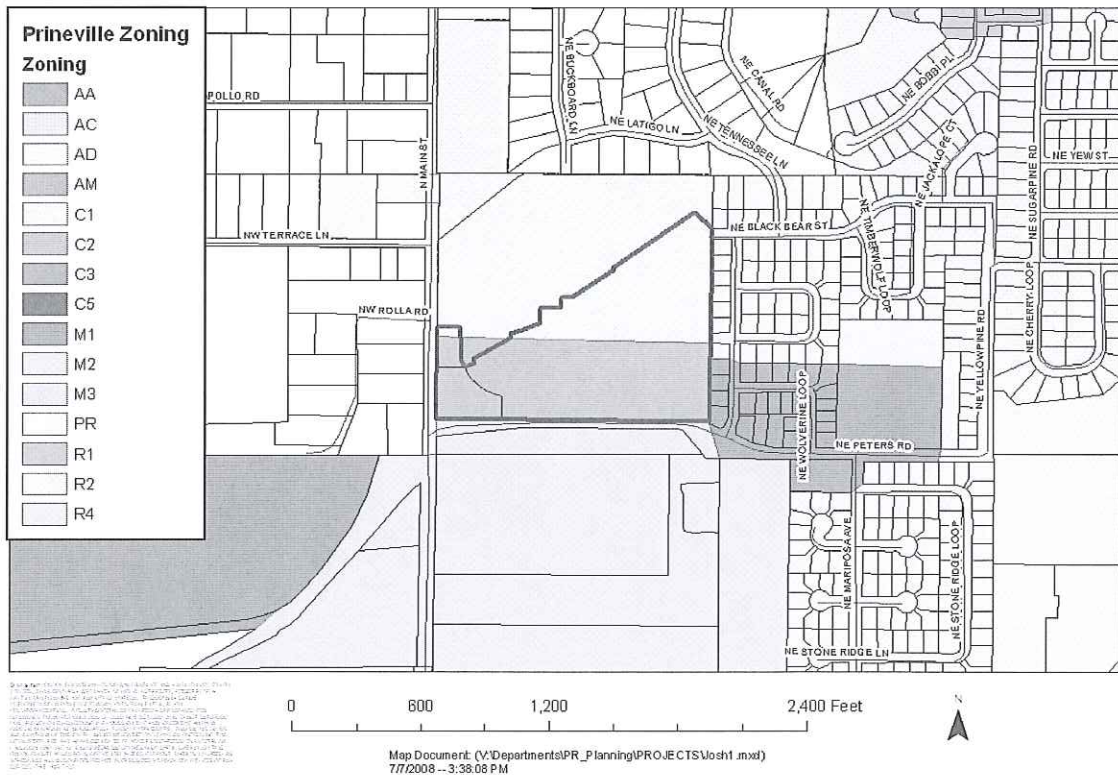 Prineville Zoning
Zoning
AA
AC
AD
AM
C1
C2
C3
C5
M1
M2
M3
PR
R1
R2
R4
POLLO RD
N MAIN ST
NW TERRACE LN
NW ROLLA RD
NE BUCKBOARD LN
NE LATIGO LN
NE CANAL RD
NE TENNESSEE LN
NE BOBBI PL
NE JACKALOPE CT
NE SUGARPINE RD
NE YEW ST
NE BLACK BEAR ST
NE TIMBERWOLF LOOP
NE CHERRY LOOP
NE YELLOWPINE RD
NE WOLVERINE LOOP
NE PETERS RD
NE MARIPOSA AVE
NE STONE RIDGE LOOP
NE STONE RIDGE LN
0 600 1,200 2,400 Feet
N
Map Document: (V:\Departments\PR_Planning\PROJECTS\Josh1.mxd)
7/7/2008 -- 3:38:08 PM